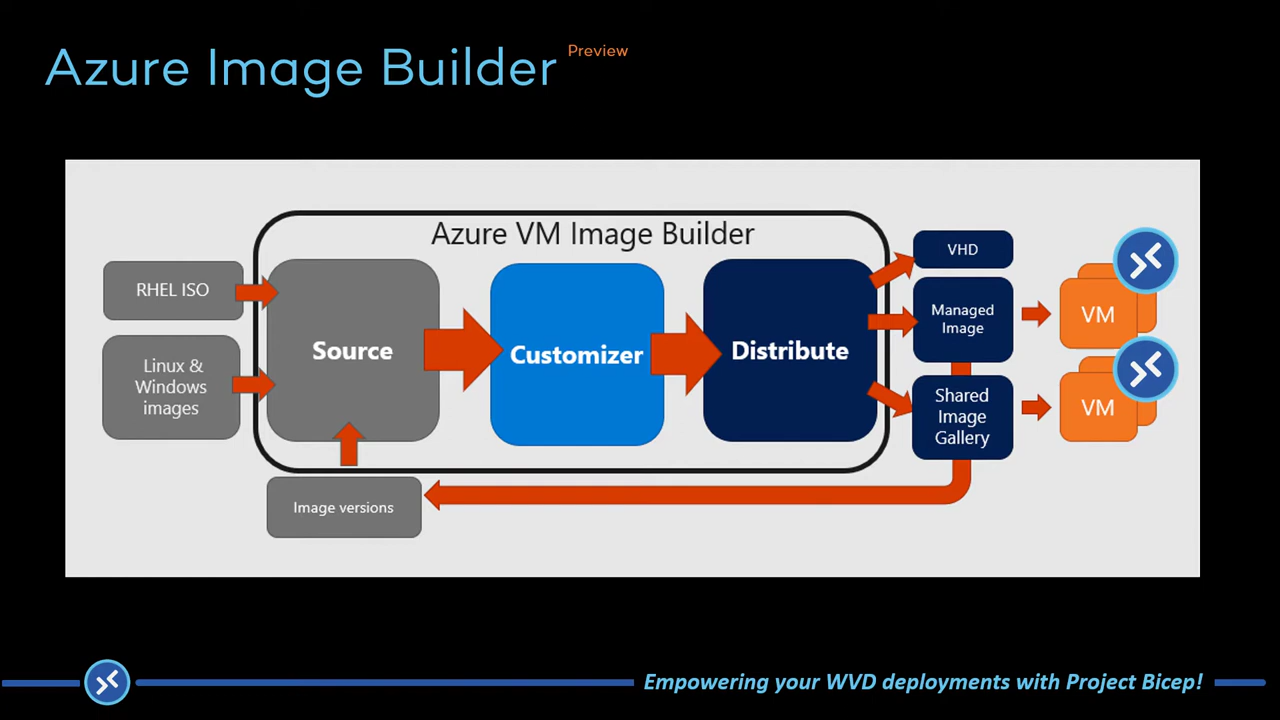 Azure Image Builder
Preview
Azure VM Image Builder
RHEL ISO
Linux &
Windows
images
Source
Customizer
Distribute
VHD
Managed
Image
Shared
Image
Gallery
VM
VM
Image versions
Empowering your WVD deployments with Project Bicep!